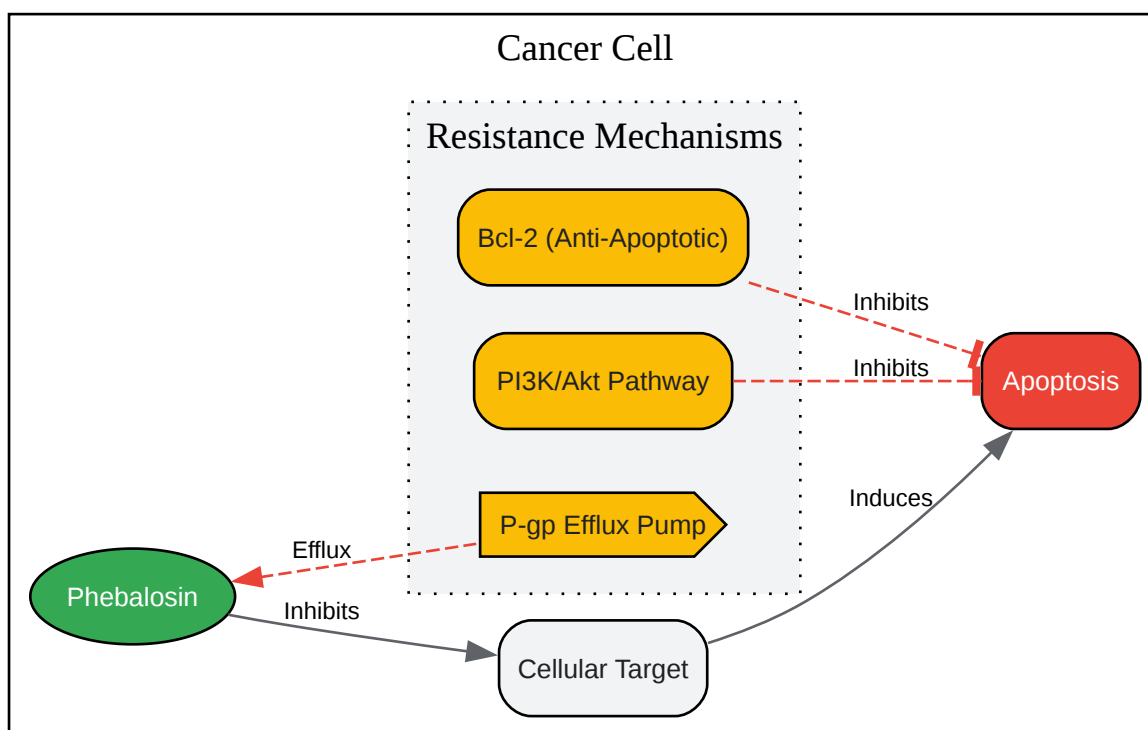 Cancer Cell
Resistance Mechanisms
Bcl-2 (Anti-Apoptotic)
Inhibits
PI3K/Akt Pathway
Inhibits
Apoptosis
P-gp Efflux Pump
Induces
Efflux
Phebalosin
Inhibits
Cellular Target